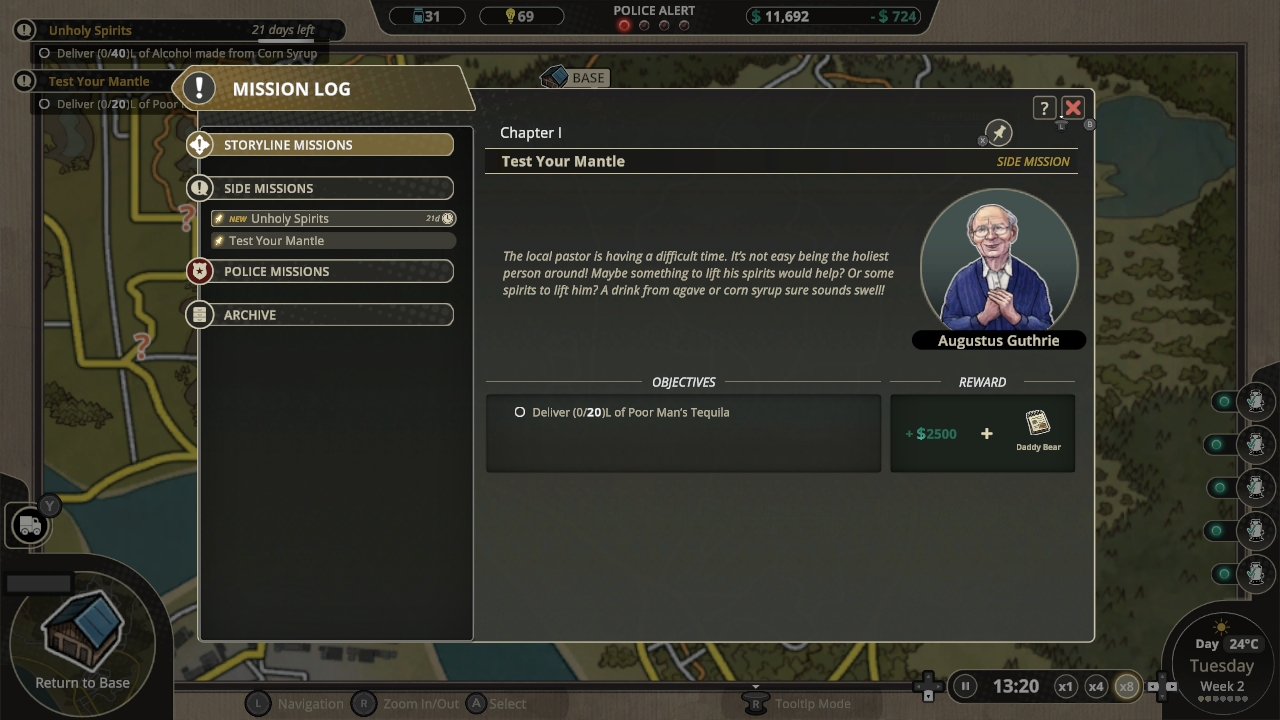 Unholy Spirits
21 days left
Deliver (0/40)L of Alcohol made from Corn Syrup
Test Your Mantle
Deliver (0/20)L of Poor
31
69
POLICE ALERT
$ 11,692
- $ 724
BASE
MISSION LOG
STORYLINE MISSIONS
SIDE MISSIONS
NEW Unholy Spirits
21d
Test Your Mantle
POLICE MISSIONS
ARCHIVE
?
L
B
Chapter I
X
Test Your Mantle
SIDE MISSION
The local pastor is having a difficult time. It's not easy being the holiest
person around! Maybe something to lift his spirits would help? Or some
spirits to lift him? A drink from agave or corn syrup sure sounds swell!
Augustus Guthrie
OBJECTIVES
REWARD
Deliver (0/20)L of Poor Man's Tequila
+ $2500
+
Daddy Bear
?
?
Y
Return to Base
L Navigation
R Zoom In/Out
A Select
R Tooltip Mode
13:20
x1
x4
x8
Day 24°C
Tuesday
Week 2